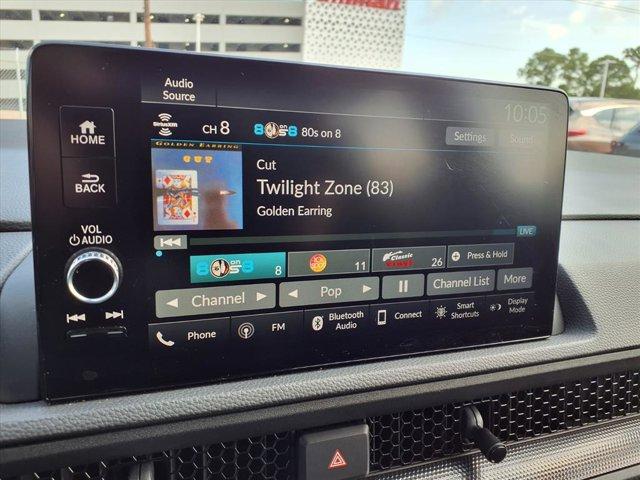 Audio
Source
10:05
HOME
BACK
VOL
AUDIO
SiriusXM
CH 8
80s on 8
Settings
Sound
GOLDEN EARRING
CUT
Cut
Twilight Zone (83)
Golden Earring
LIVE
8
11
Classic
26
+ Press & Hold
Channel
Pop
Channel List
More
Phone
FM
Bluetooth
Audio
Connect
Smart
Shortcuts
Display
Mode